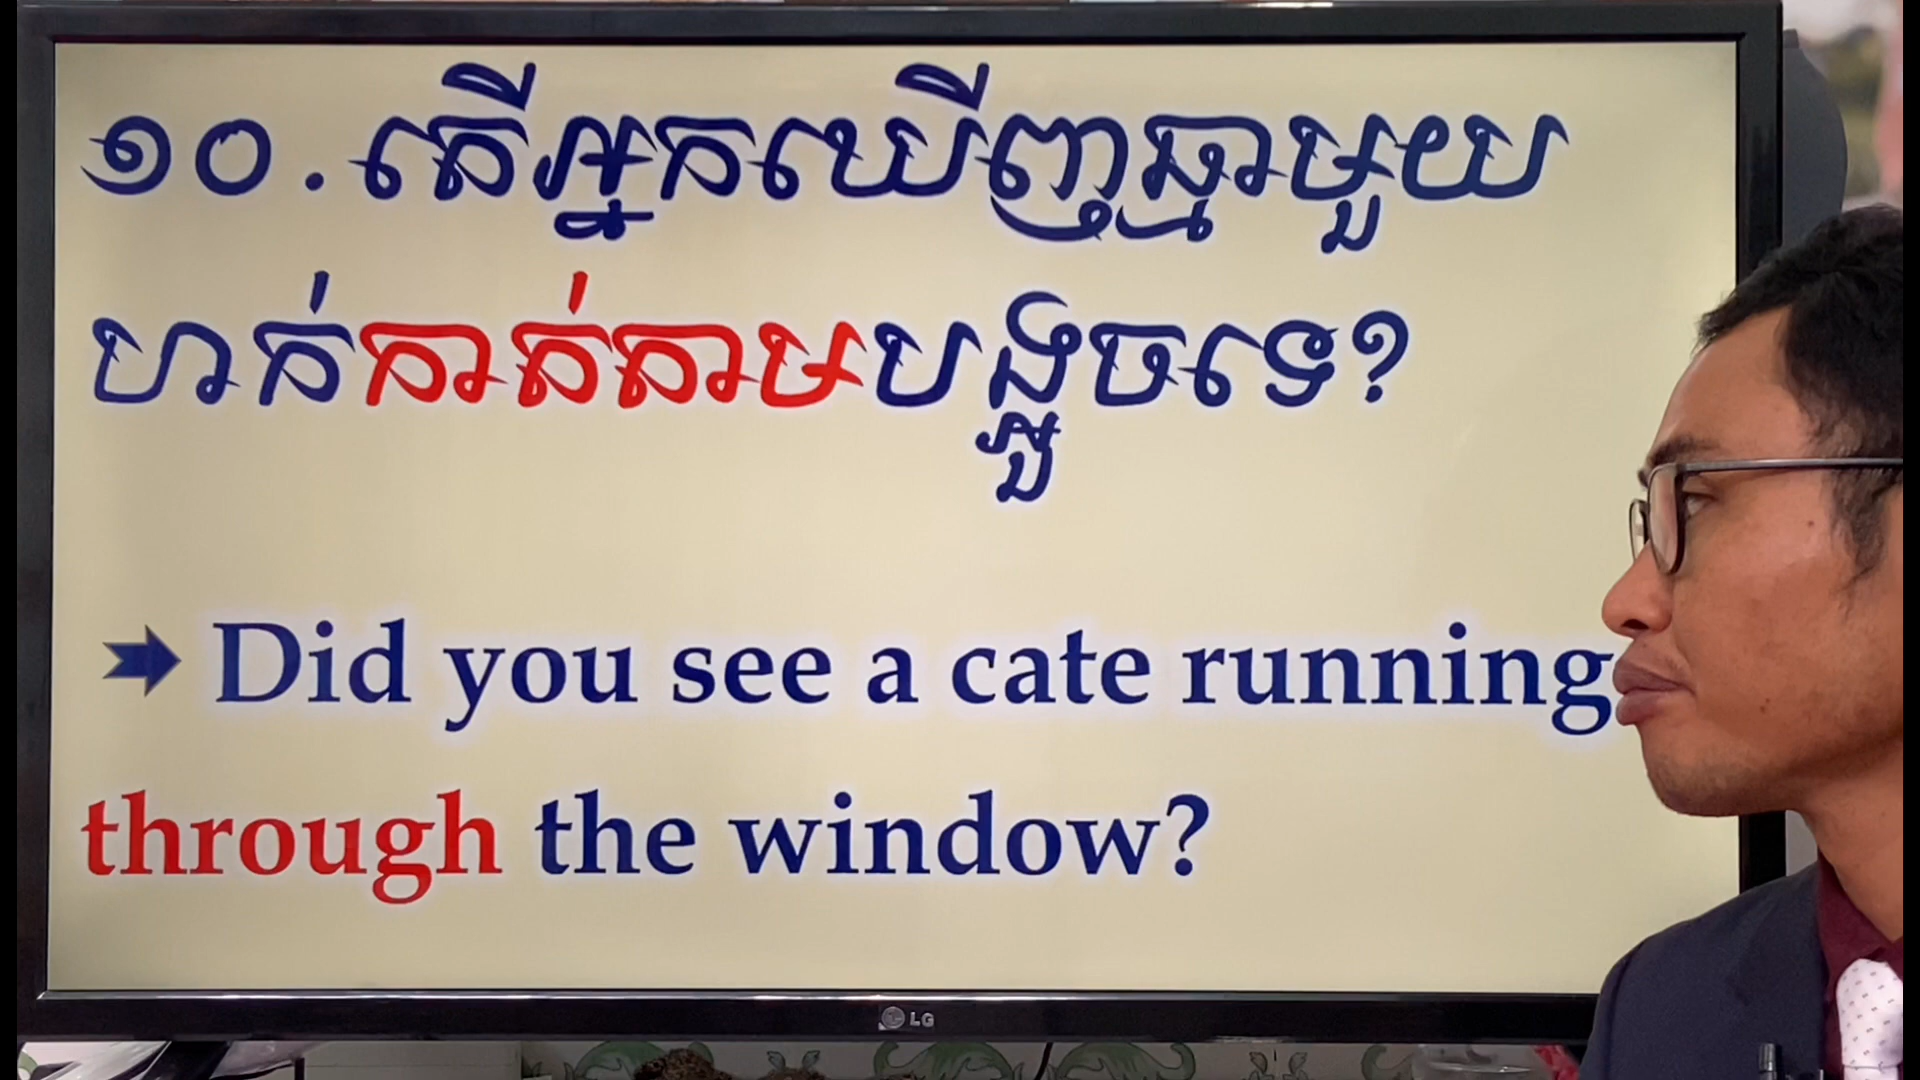 ១០.តើអ្នកឃើញឆ្មាមួយ
ហក់កាត់តាមបង្អួចទេ?
Did you see a cate running
through the window?
LG